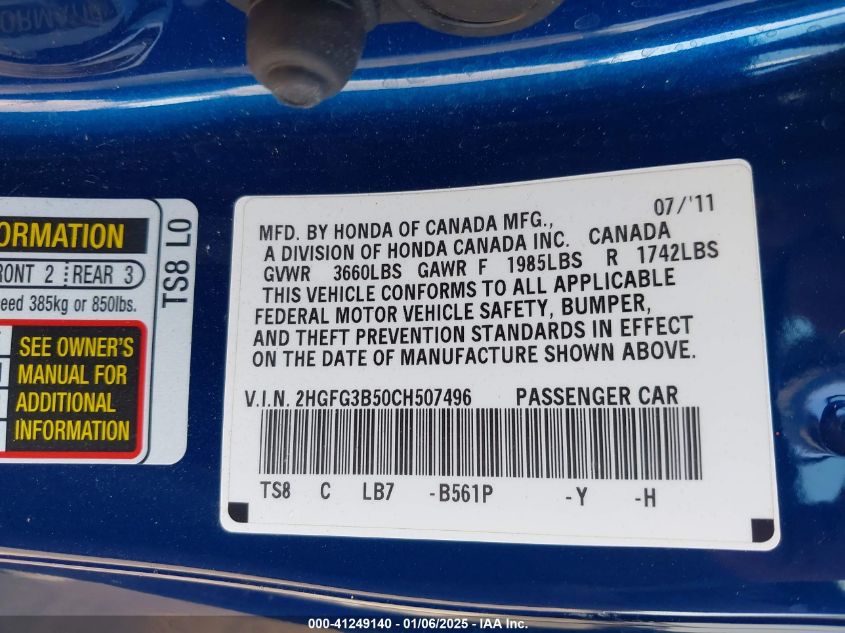 ORMATION
RONT 2 REAR 3
eed 385kg or 850lbs.
SEE OWNER'S
MANUAL FOR
ADDITIONAL
INFORMATION
TS8 LO
07/'11
MFD. BY HONDA OF CANADA MFG.,
A DIVISION OF HONDA CANADA INC. CANADA
GVWR 3660LBS GAWR F 1985LBS R 1742LBS
THIS VEHICLE CONFORMS TO ALL APPLICABLE
FEDERAL MOTOR VEHICLE SAFETY, BUMPER,
AND THEFT PREVENTION STANDARDS IN EFFECT
ON THE DATE OF MANUFACTURE SHOWN ABOVE.
V.I.N. 2HGFG3B50CH507496 PASSENGER CAR
TS8 C LB7 -B561P -Y -H
000-41249140 - 01/06/2025 - IAA Inc.